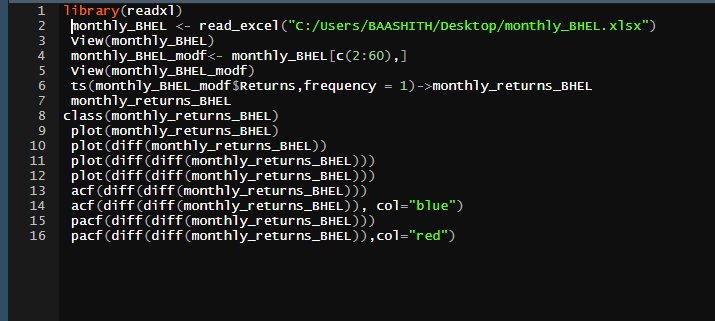 1 library(readxl)
2 monthly_BHEL <- read_excel("C:/Users/BAASHITH/Desktop/monthly_BHEL.xlsx")
3 View(monthly_BHEL)
4 monthly_BHEL_modf<- monthly_BHEL[c(2:60),]
5 View(monthly_BHEL_modf)
6 ts(monthly_BHEL_modf$Returns,frequency = 1)->monthly_returns_BHEL
7 monthly_returns_BHEL
8 class(monthly_returns_BHEL)
9 plot(monthly_returns_BHEL)
10 plot(diff(monthly_returns_BHEL))
11 plot(diff(diff(monthly_returns_BHEL)))
12 plot(diff(diff(monthly_returns_BHEL)))
13 acf(diff(diff(monthly_returns_BHEL)))
14 acf(diff(diff(monthly_returns_BHEL)), col="blue")
15 pacf(diff(diff(monthly_returns_BHEL)))
16 pacf(diff(diff(monthly_returns_BHEL)),col="red")